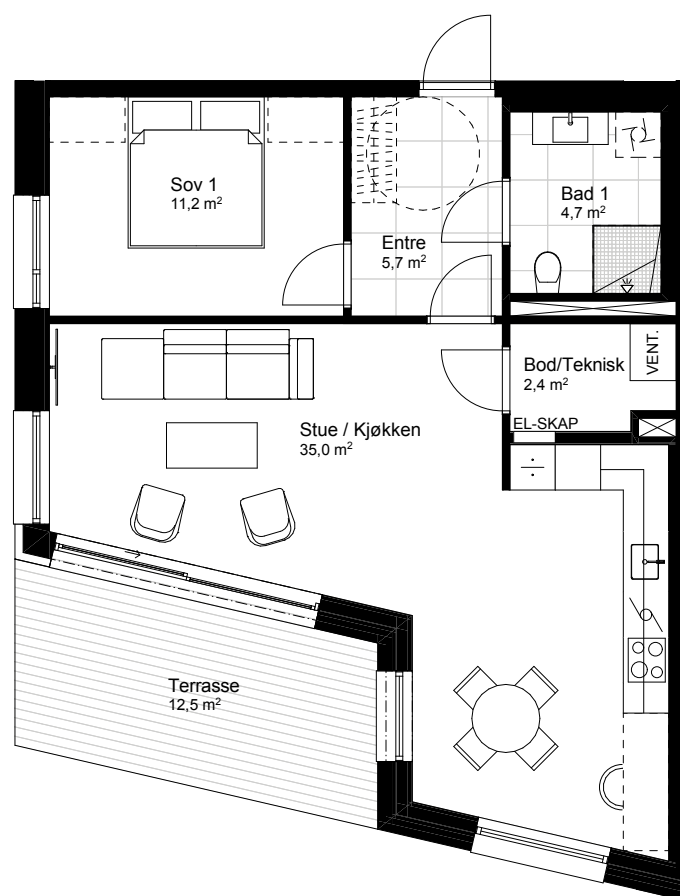 Sov 1
11,2 m²
Bad 1
4,7 m²
Entre
5,7 m²
VENT.
Bod/Teknisk
2,4 m²
EL-SKAP
Stue / Kjøkken
35,0 m²
Terrasse
12,5 m²